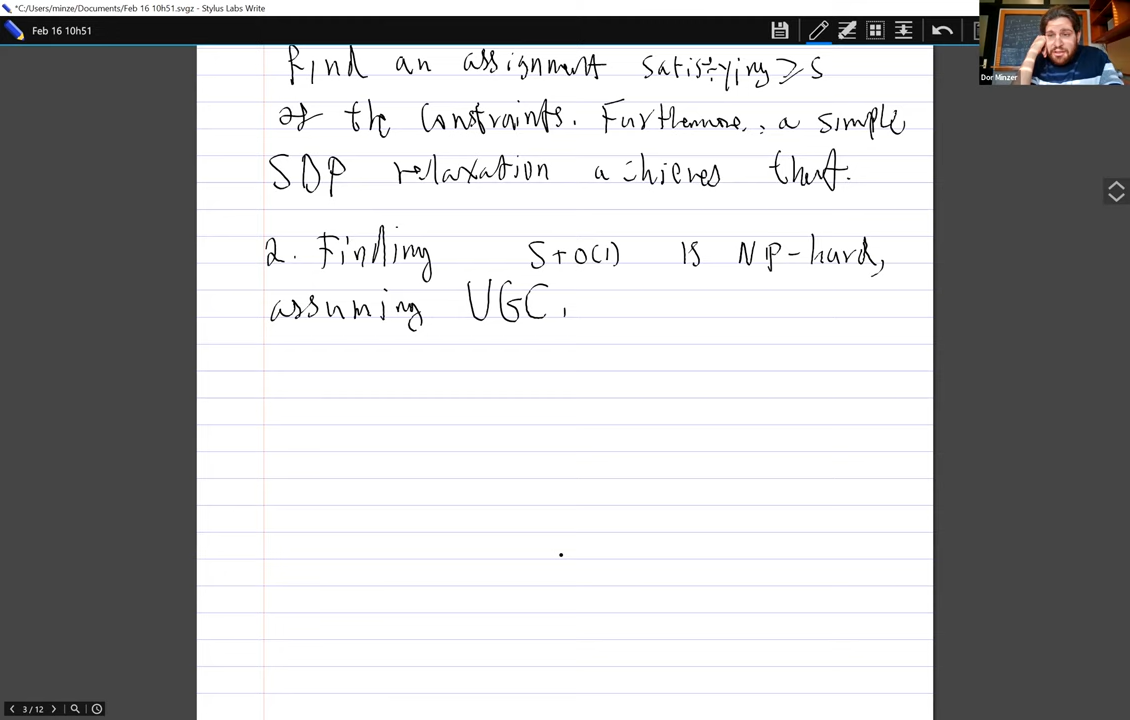 *C:/Users/minze/Documents/Feb 16 10h51.svgz - Stylus Labs Write
Feb 16 10h51
Dor Minzer
find an assignment satisfying ≥ s
of the constraints. Furthermore, a simple
SDP relaxation achieves that.
2. Finding s+o(1) is NP-hard,
assuming UGC.
3 / 12